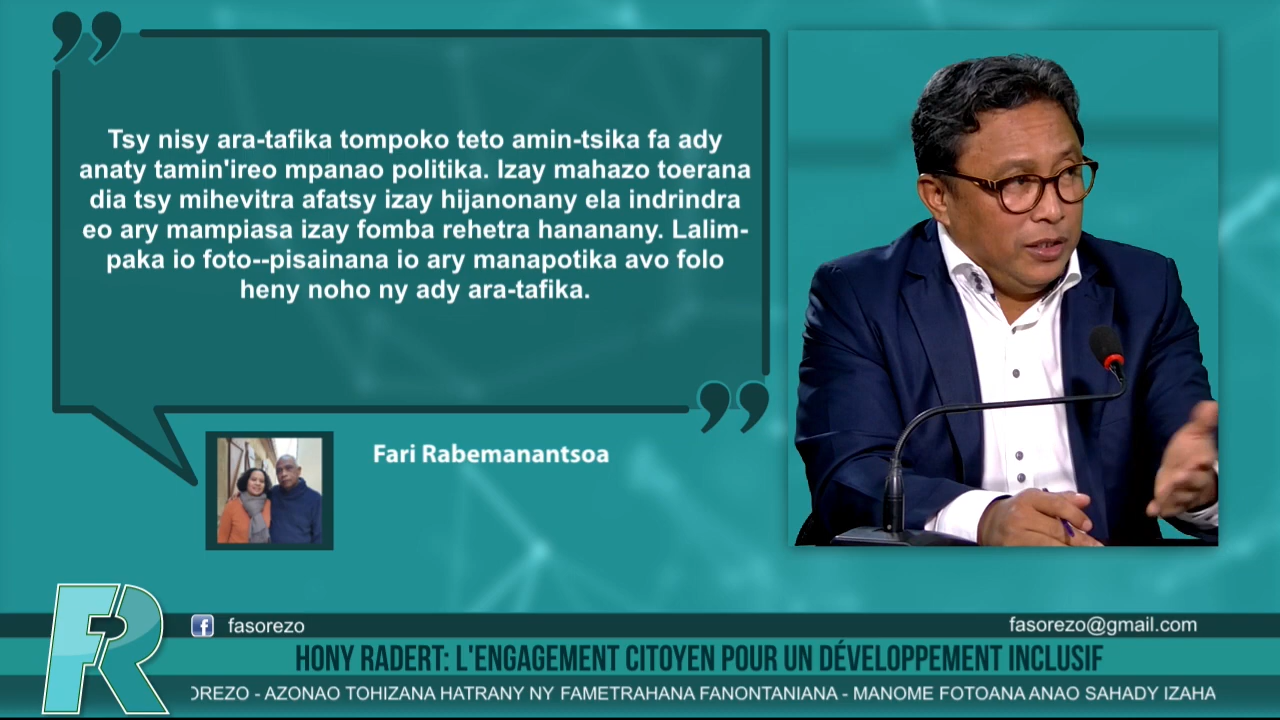 Tsy nisy ara-tafika tompoko teto amin-tsika fa ady
anaty tamin'ireo mpanao politika. Izay mahazo toerana
dia tsy mihevitra afatsy izay hijanonany ela indrindra
eo ary mampiasa izay fomba rehetra hananany. Lalim-
paka io foto--pisainana io ary manapotika avo folo
heny noho ny ady ara-tafika.
Fari Rabemanantsoa
FR
fasorezo
fasorezo@gmail.com
HONY RADERT: L'ENGAGEMENT CITOYEN POUR UN DÉVELOPPEMENT INCLUSIF
OREZO - AZONAO TOHIZANA HATRANY NY FAMETRAHANA FANONTANIANA - MANOME FOTOANA ANAO SAHADY IZAHA